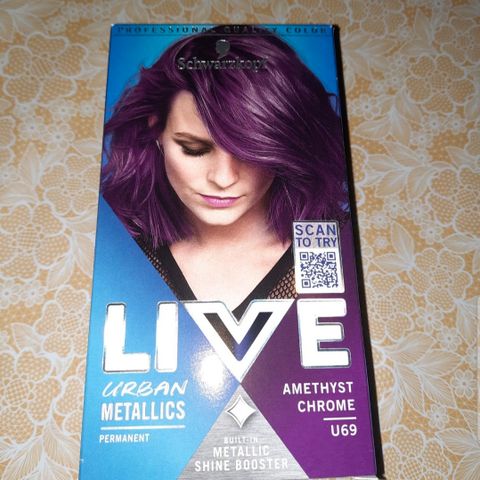 PROFESSIONAL QUALITY COLOR
Schwarzkopf
SCAN
TO TRY
LIVE
URBAN
METALLICS
PERMANENT
AMETHYST
CHROME
U69
BUILT-IN
METALLIC
SHINE BOOSTER